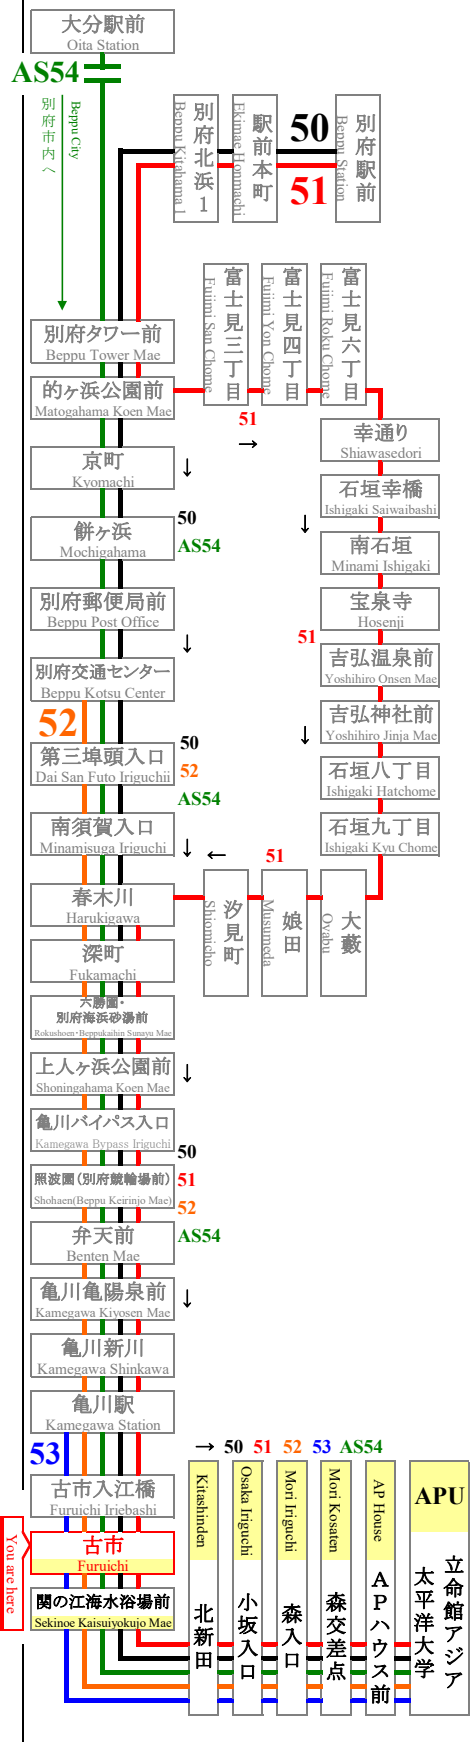 大分駅前
Oita Station
AS54
Beppu City
別府市内へ
別府北浜1
Beppu Kitahama 1
駅前本町
Ekimae Honmachi
50
51
別府駅前
Beppu Station
別府タワー前
Beppu Tower Mae
的ヶ浜公園前
Matogahama Koen Mae
富士見三丁目
Fujimi San Chome
富士見四丁目
Fujimi Yon Chome
富士見六丁目
Fujimi Roku Chome
51
→
京町
Kyomachi
↓
餅ヶ浜
Mochigahama
50
AS54
別府郵便局前
Beppu Post Office
↓
別府交通センター
Beppu Kotsu Center
52
第三埠頭入口
Dai San Futo Iriguchii
50
52
AS54
南須賀入口
Minamisuga Iriguchi
↓
幸通り
Shiawasedori
石垣幸橋
Ishigaki Saiwaibashi
↓
南石垣
Minami Ishigaki
宝泉寺
Hosenji
51
吉弘温泉前
Yoshihiro Onsen Mae
吉弘神社前
Yoshihiro Jinja Mae
↓
石垣八丁目
Ishigaki Hatchome
石垣九丁目
Ishigaki Kyu Chome
←
51
春木川
Harukigawa
汐見町
Shiomicho
娘田
Musumeda
大藪
Oyabu
深町
Fukamachi
六勝園・
別府海浜砂湯前
Rokushoen・Beppukaihin Sunayu Mae
上人ヶ浜公園前
Shoningahama Koen Mae
↓
亀川バイパス入口
Kamegawa Bypass Iriguchi
50
照波園(別府競輪場前)
Shohaen(Beppu Keirinjo Mae)
51
52
弁天前
Benten Mae
AS54
亀川亀陽泉前
Kamegawa Kiyosen Mae
↓
亀川新川
Kamegawa Shinkawa
亀川駅
Kamegawa Station
53
古市入江橋
Furuichi Iriebashi
You are here
古市
Furuichi
関の江海水浴場前
Sekinoe Kaisuiyokujo Mae
→ 50 51 52 53 AS54
Kitashinden
北新田
Osaka Iriguchi
小坂入口
Mori Iriguchi
森入口
Mori Kosaten
森交差点
AP House
APハウス前
APU
立命館アジア
太平洋大学